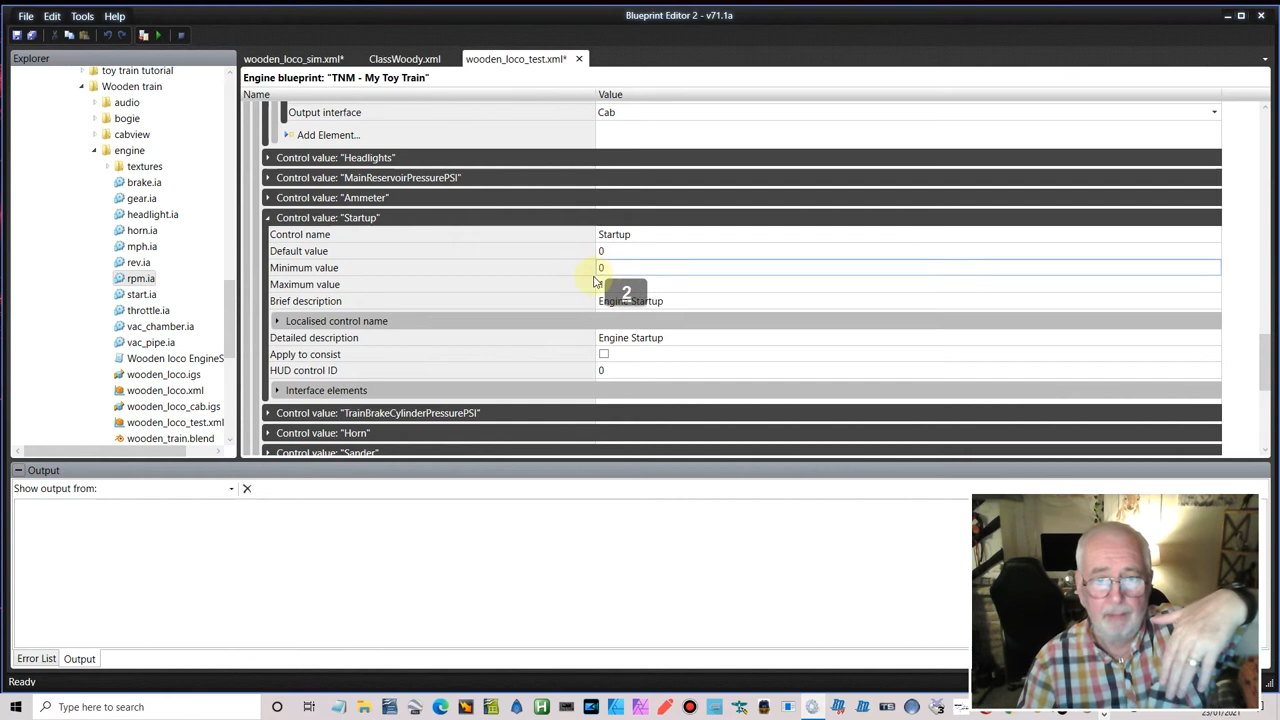 File Edit Tools Help
Blueprint Editor 2 - v71.1a
Explorer
wooden_loco_sim.xml*
ClassWoody.xml
wooden_loco_test.xml*
toy train tutorial
Wooden train
audio
bogie
cabview
engine
textures
brake.ia
gear.ia
headlight.ia
horn.ia
mph.ia
rev.ia
rpm.ia
start.ia
throttle.ia
vac_chamber.ia
vac_pipe.ia
Wooden loco EngineS
wooden_loco.igs
wooden_loco.xml
wooden_loco_cab.igs
wooden_loco_test.xml
wooden_train.blend
Engine blueprint: "TNM - My Toy Train"
Name Value
Output interface Cab
Add Element...
Control value: "Headlights"
Control value: "MainReservoirPressurePSI"
Control value: "Ammeter"
Control value: "Startup"
Control name Startup
Default value 0
Minimum value 0
Maximum value
2
Brief description Engine Startup
Localised control name
Detailed description Engine Startup
Apply to consist
HUD control ID 0
Interface elements
Control value: "TrainBrakeCylinderPressurePSI"
Control value: "Horn"
Control value: "Sander"
Output
Show output from:
Error List Output
Ready
Type here to search
23/01/2021